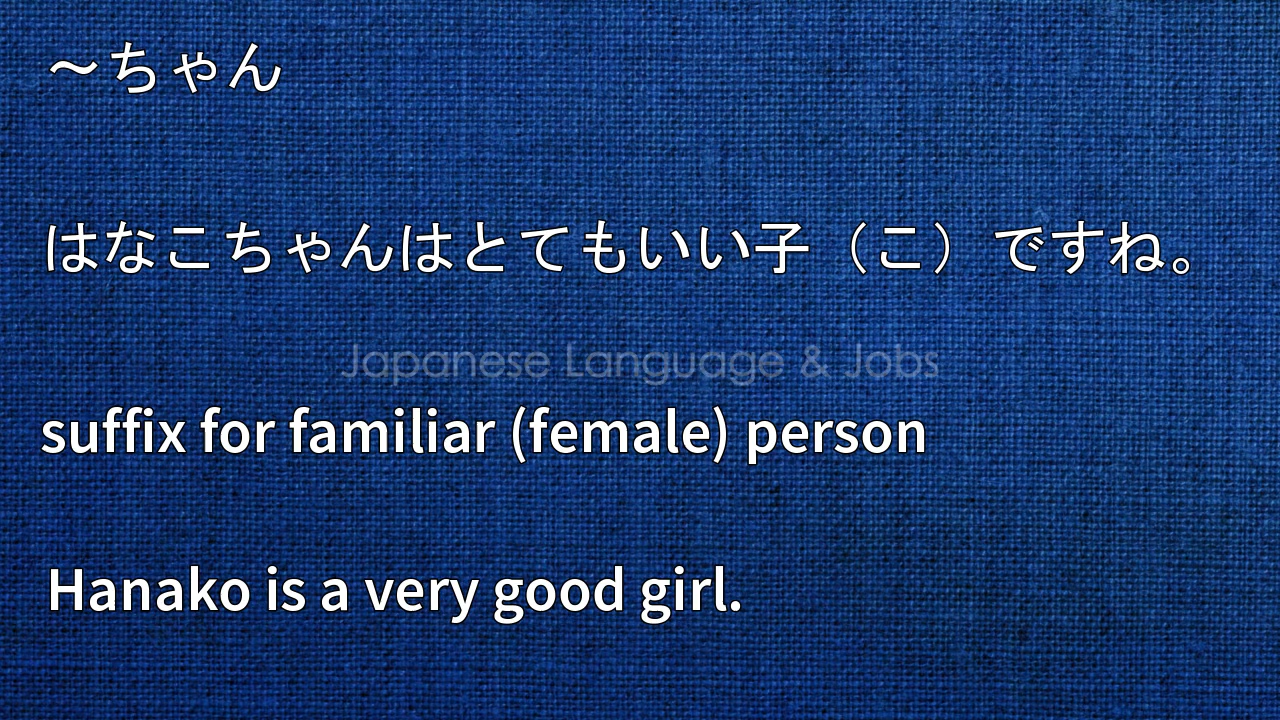 ～ちゃん
はなこちゃんはとてもいい子（こ）ですね。
Japanese Language & Jobs
suffix for familiar (female) person
Hanako is a very good girl.